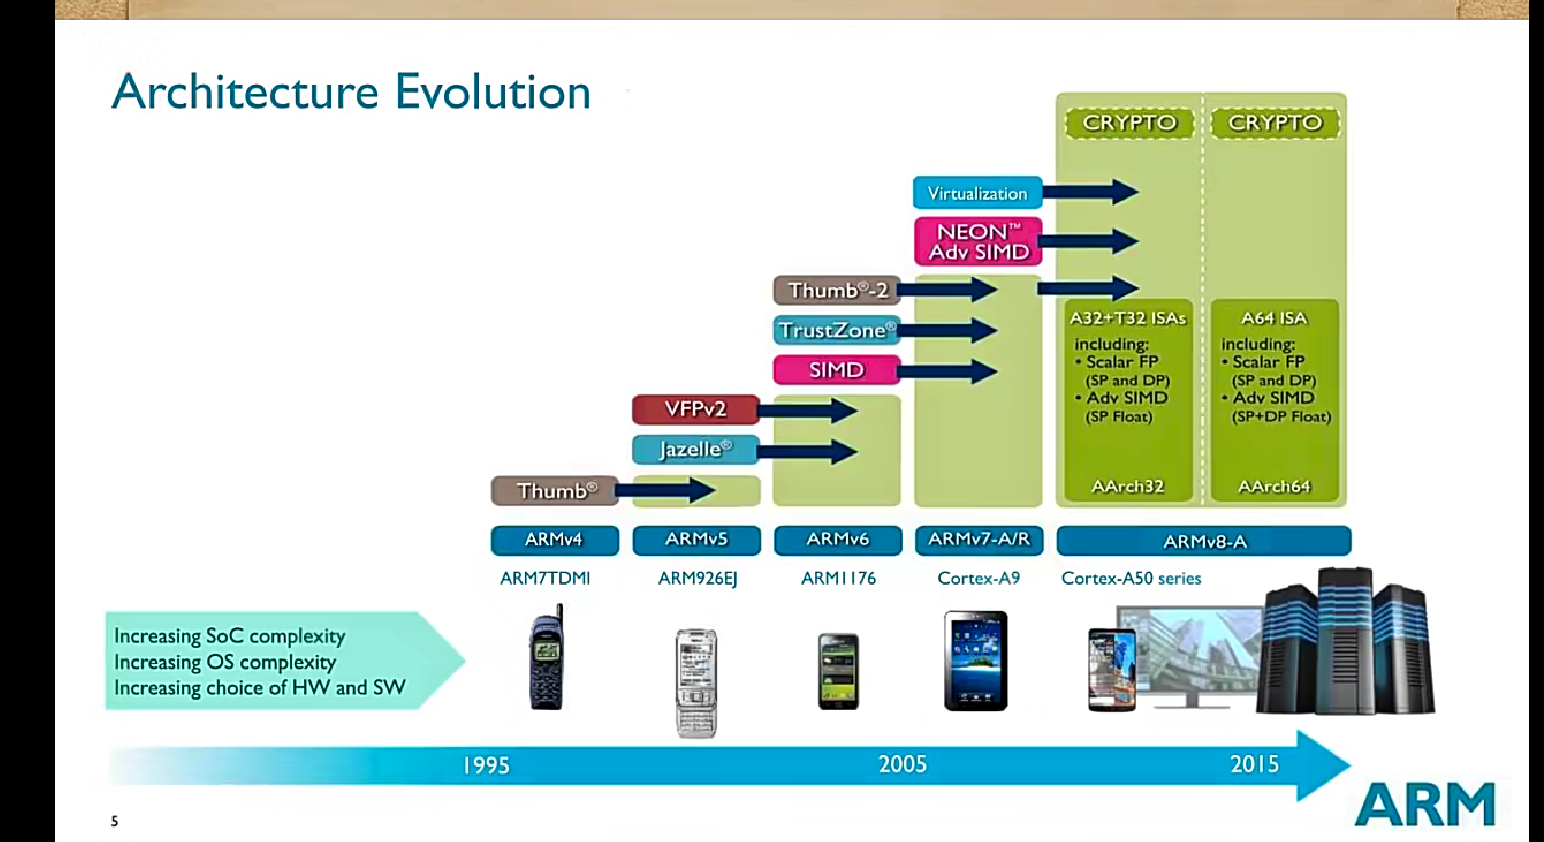 Architecture Evolution
CRYPTO
CRYPTO
Virtualization
NEON™
Adv SIMD
Thumb®-2
TrustZone®
SIMD
VFPv2
Jazelle®
Thumb®
A32+T32 ISAs
including:
• Scalar FP
(SP and DP)
• Adv SIMD
(SP Float)
AArch32
A64 ISA
including:
• Scalar FP
(SP and DP)
• Adv SIMD
(SP+DP Float)
AArch64
ARMv4
ARMv5
ARMv6
ARMv7-A/R
ARMv8-A
ARM7TDMI
ARM926EJ
ARM1176
Cortex-A9
Cortex-A50 series
Increasing SoC complexity
Increasing OS complexity
Increasing choice of HW and SW
1995
2005
2015
5
ARM